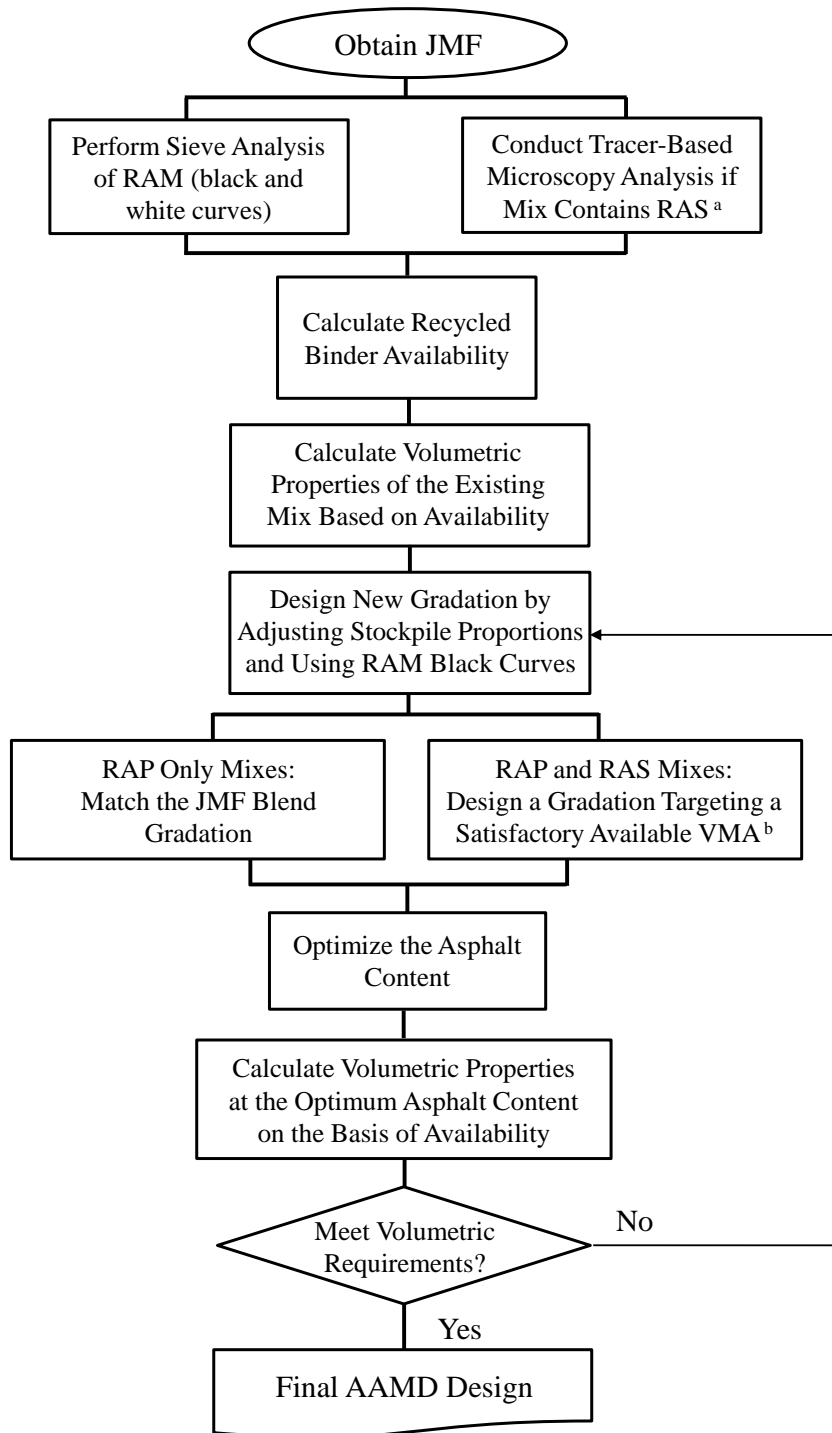 Obtain JMF
Perform Sieve Analysis
of RAM (black and
white curves)
Conduct Tracer-Based
Microscopy Analysis if
Mix Contains RAS a
Calculate Recycled
Binder Availability
Calculate Volumetric
Properties of the Existing
Mix Based on Availability
Design New Gradation by
Adjusting Stockpile Proportions
and Using RAM Black Curves
RAP Only Mixes:
Match the JMF Blend
Gradation
RAP and RAS Mixes:
Design a Gradation Targeting a
Satisfactory Available VMA b
Optimize the Asphalt
Content
Calculate Volumetric Properties
at the Optimum Asphalt Content
on the Basis of Availability
Meet Volumetric
Requirements?
No
Yes
Final AAMD Design